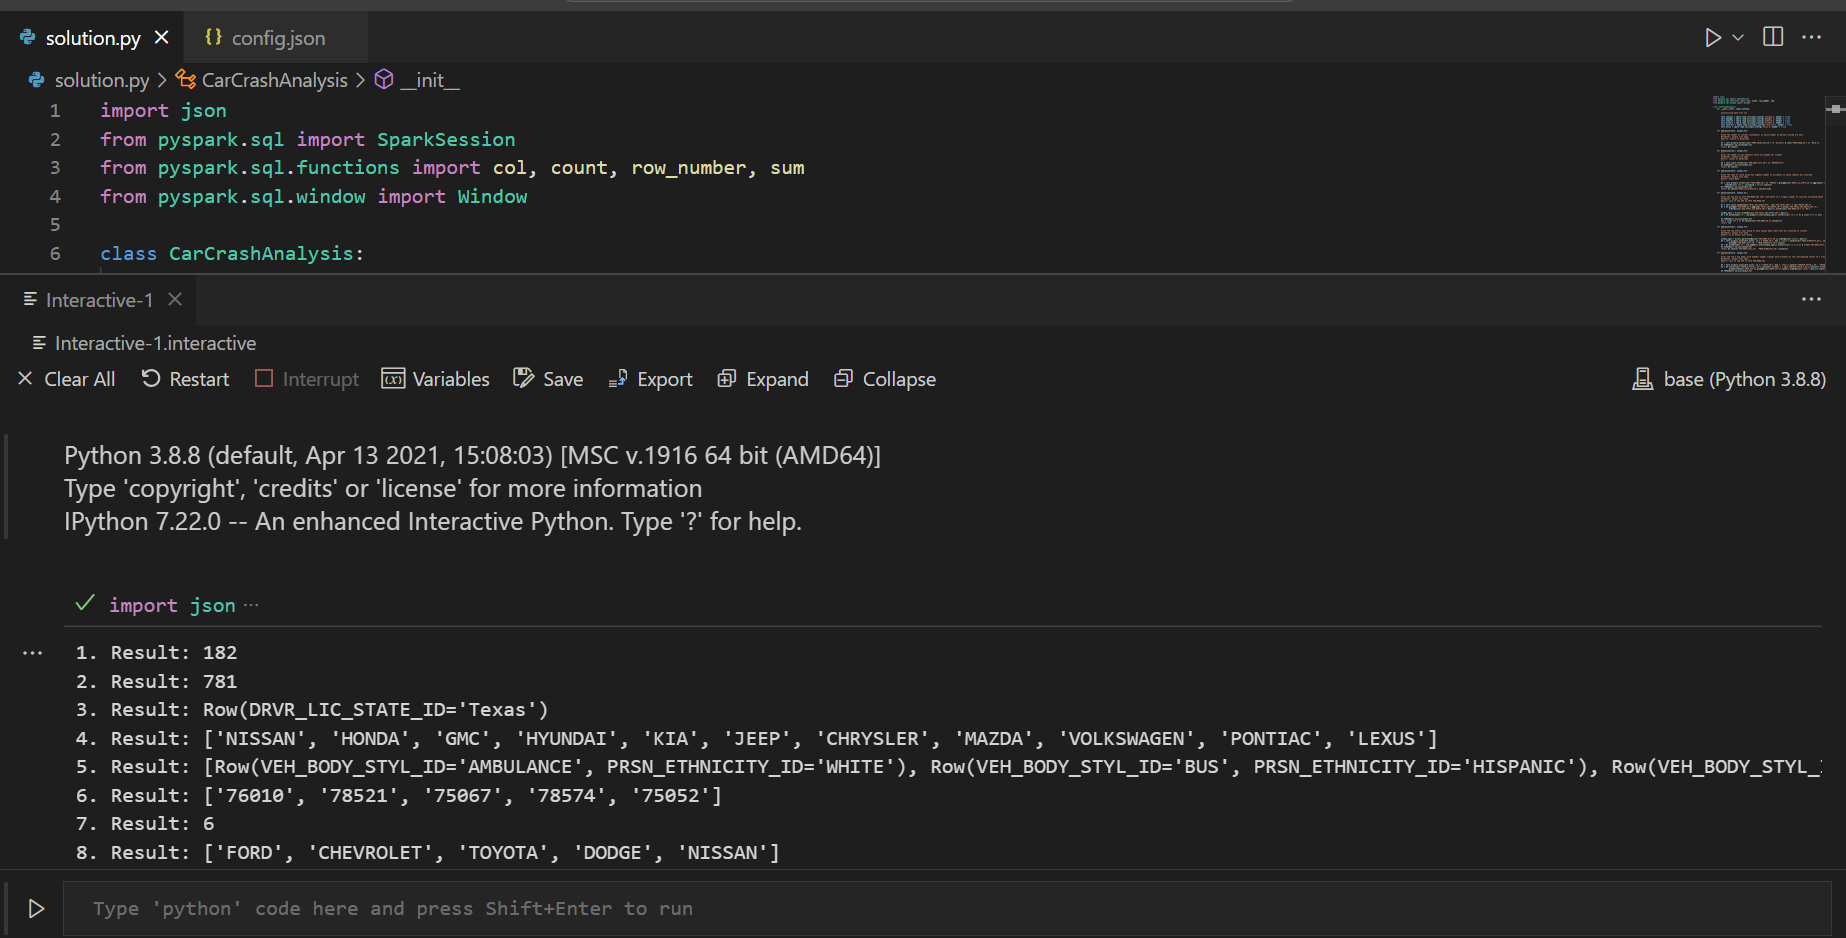 solution.py
config.json
solution.py > CarCrashAnalysis > __init__
1 import json
2 from pyspark.sql import SparkSession
3 from pyspark.sql.functions import col, count, row_number, sum
4 from pyspark.sql.window import Window
5
6 class CarCrashAnalysis:
Interactive-1
Interactive-1.interactive
Clear All Restart Interrupt Variables Save Export Expand Collapse base (Python 3.8.8)
Python 3.8.8 (default, Apr 13 2021, 15:08:03) [MSC v.1916 64 bit (AMD64)]
Type 'copyright', 'credits' or 'license' for more information
IPython 7.22.0 -- An enhanced Interactive Python. Type '?' for help.
import json ...
1. Result: 182
2. Result: 781
3. Result: Row(DRVR_LIC_STATE_ID='Texas')
4. Result: ['NISSAN', 'HONDA', 'GMC', 'HYUNDAI', 'KIA', 'JEEP', 'CHRYSLER', 'MAZDA', 'VOLKSWAGEN', 'PONTIAC', 'LEXUS']
5. Result: [Row(VEH_BODY_STYL_ID='AMBULANCE', PRSN_ETHNICITY_ID='WHITE'), Row(VEH_BODY_STYL_ID='BUS', PRSN_ETHNICITY_ID='HISPANIC'), Row(VEH_BODY_STYL_
6. Result: ['76010', '78521', '75067', '78574', '75052']
7. Result: 6
8. Result: ['FORD', 'CHEVROLET', 'TOYOTA', 'DODGE', 'NISSAN']
Type 'python' code here and press Shift+Enter to run